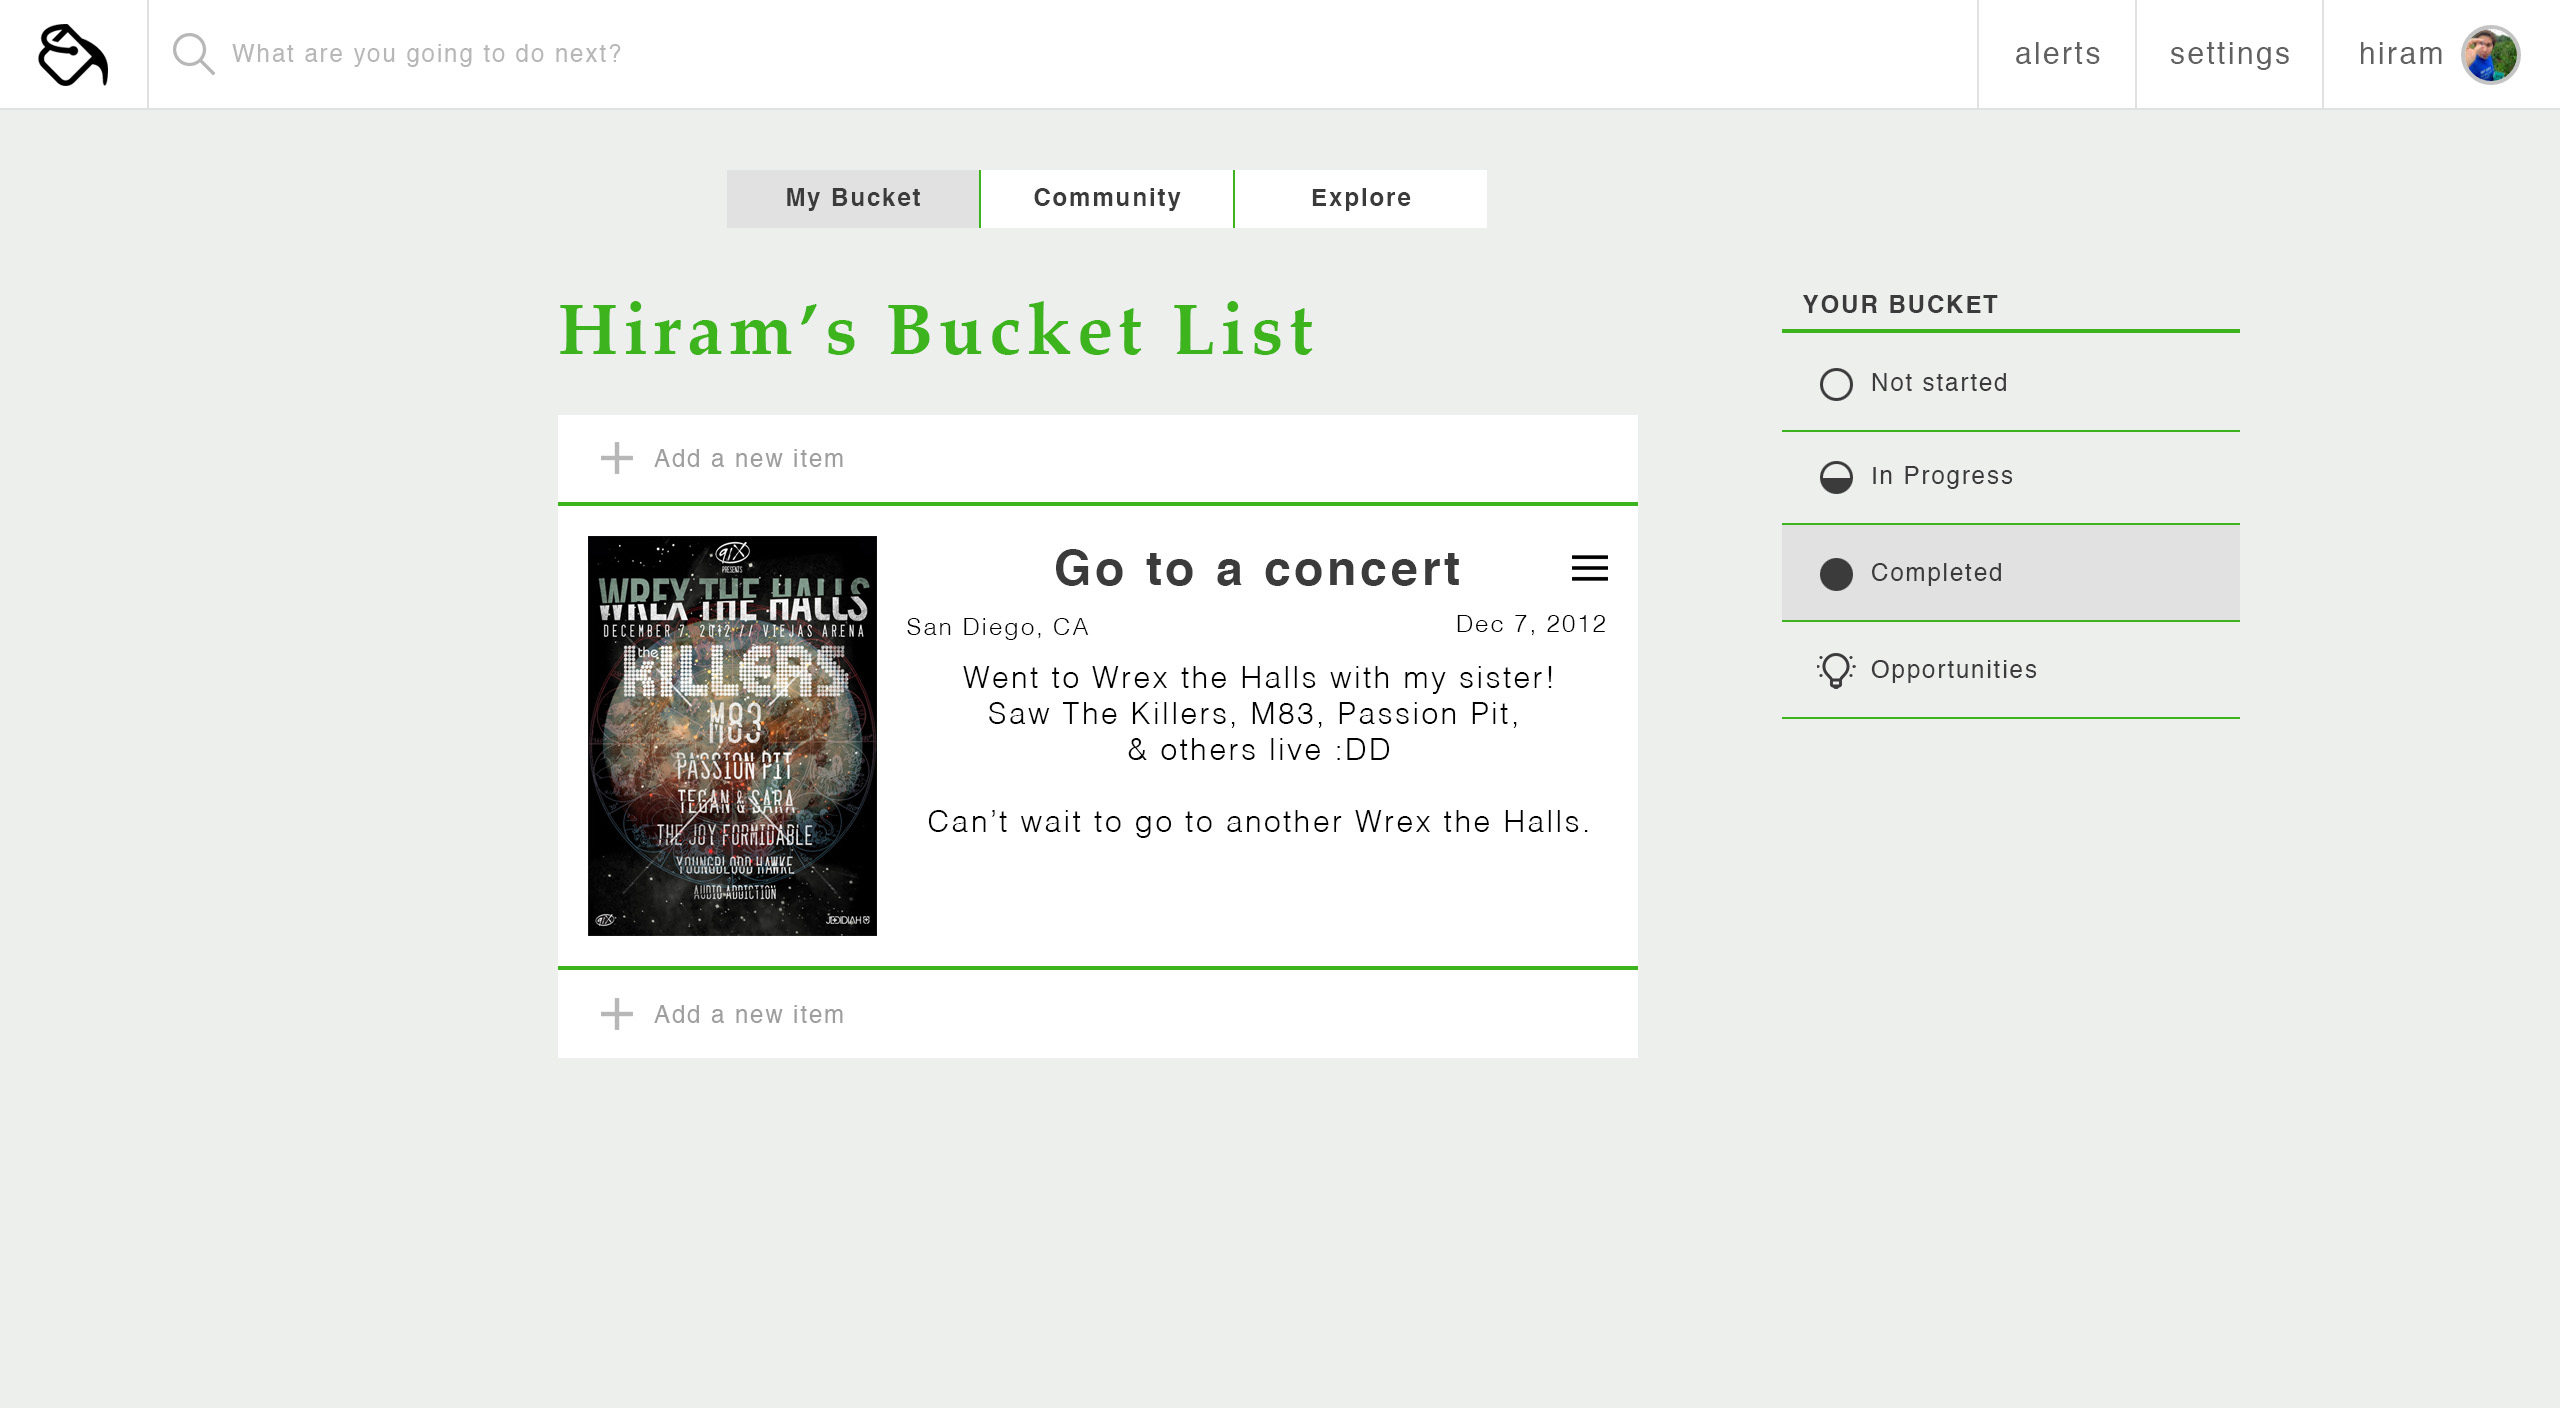 What are you going to do next?
alerts
settings
hiram
My Bucket
Community
Explore
Hiram’s Bucket List
Add a new item
91X
PRESENTS
WREX THE HALLS
DECEMBER 7, 2012 // VIEJAS ARENA
the
KILLERS
M83
PASSION PIT
TEGAN & SARA
THE JOY FORMIDABLE
YOUNGBLOOD HAWKE
AUDIO ADDICTION
91X
JEDIDIAH
Go to a concert
San Diego, CA
Dec 7, 2012
Went to Wrex the Halls with my sister!
Saw The Killers, M83, Passion Pit,
& others live :DD
Can’t wait to go to another Wrex the Halls.
Add a new item
YOUR BUCKET
Not started
In Progress
Completed
Opportunities